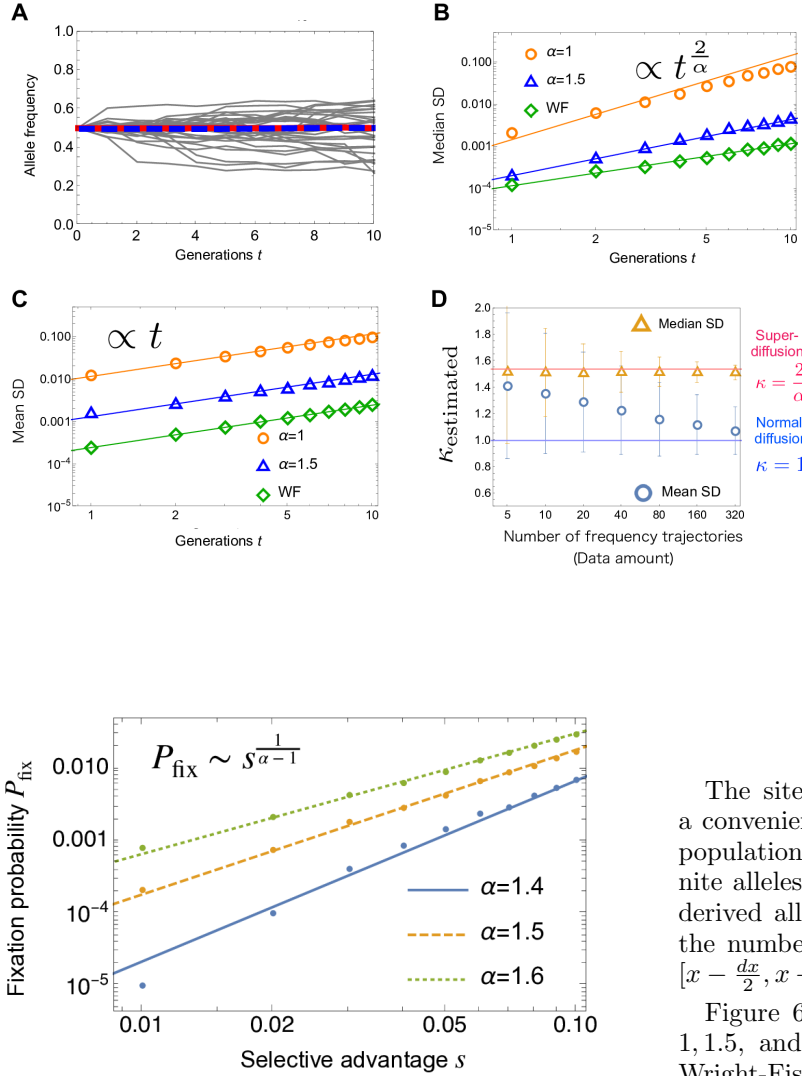 A
1.0
0.8
0.6
0.4
0.2
0.0
Allele frequency
0 2 4 6 8 10
Generations t
B
α=1
α=1.5
WF
∝ t^{2/α}
0.100
0.010
0.001
10⁻⁴
10⁻⁵
Median SD
1 2 5 10
Generations t
C
∝ t
0.100
0.010
0.001
10⁻⁴
10⁻⁵
Mean SD
α=1
α=1.5
WF
1 2 5 10
Generations t
D
2.0
1.8
1.6
1.4
1.2
1.0
0.8
0.6
κestimated
Median SD
Mean SD
5 10 20 40 80 160 320
Number of frequency trajectories
(Data amount)
Super-
diffusion
κ = 2/α
Normal
diffusion
κ = 1
P_fix ∼ s^{1/(α − 1)}
0.010
0.001
10⁻⁴
10⁻⁵
Fixation probability P_fix
α=1.4
α=1.5
α=1.6
0.01 0.02 0.05 0.10
Selective advantage s
The site
a convenien
population
nite alleles
derived all
the numbe
[x − dx/2, x
Figure 6
1, 1.5, and
Wright-Fis